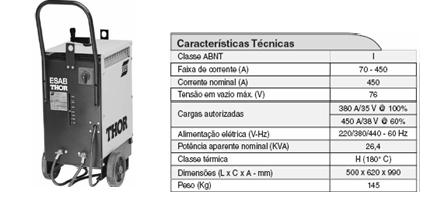 ESAB
THOR
THOR
Características Técnicas
Classe ABNT I
Faixa de corrente (A) 70 - 450
Corrente nominal (A) 450
Tensão em vazio máx. (V) 76
Cargas autorizadas 380 A/35 V @ 100%
450 A/38 V @ 60%
Alimentação elétrica (V-Hz) 220/380/440 - 60 Hz
Potência aparente nominal (KVA) 26,4
Classe térmica H (180° C)
Dimensões (L x C x A - mm) 500 x 620 x 990
Peso (Kg) 145